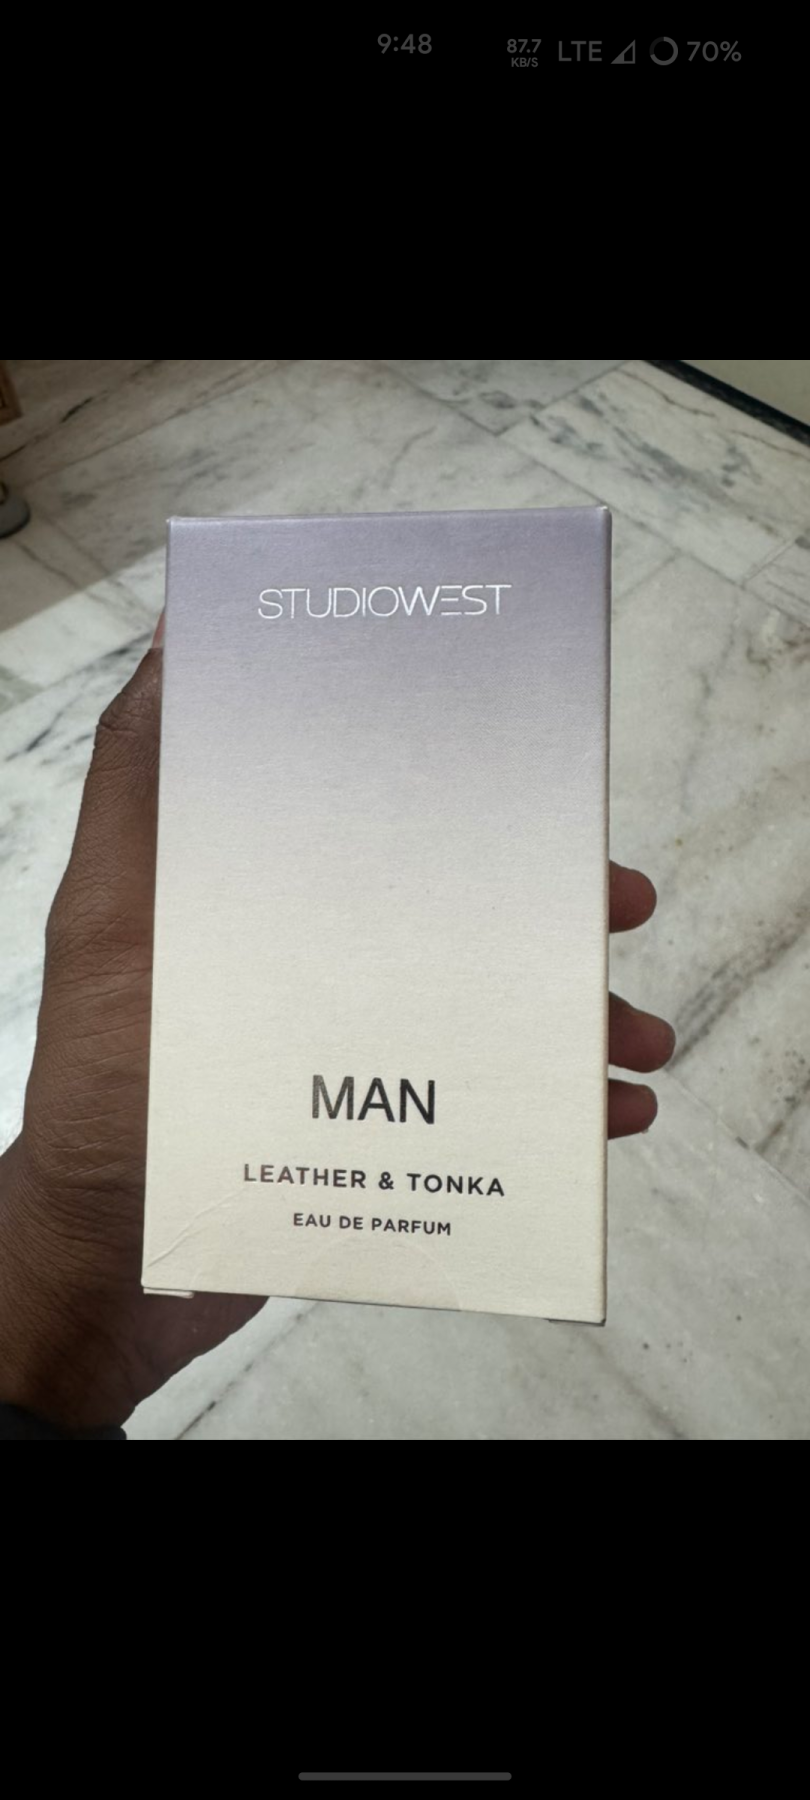 9:48
87.7
KB/S
LTE
70%
STUDIOWEST
MAN
LEATHER & TONKA
EAU DE PARFUM